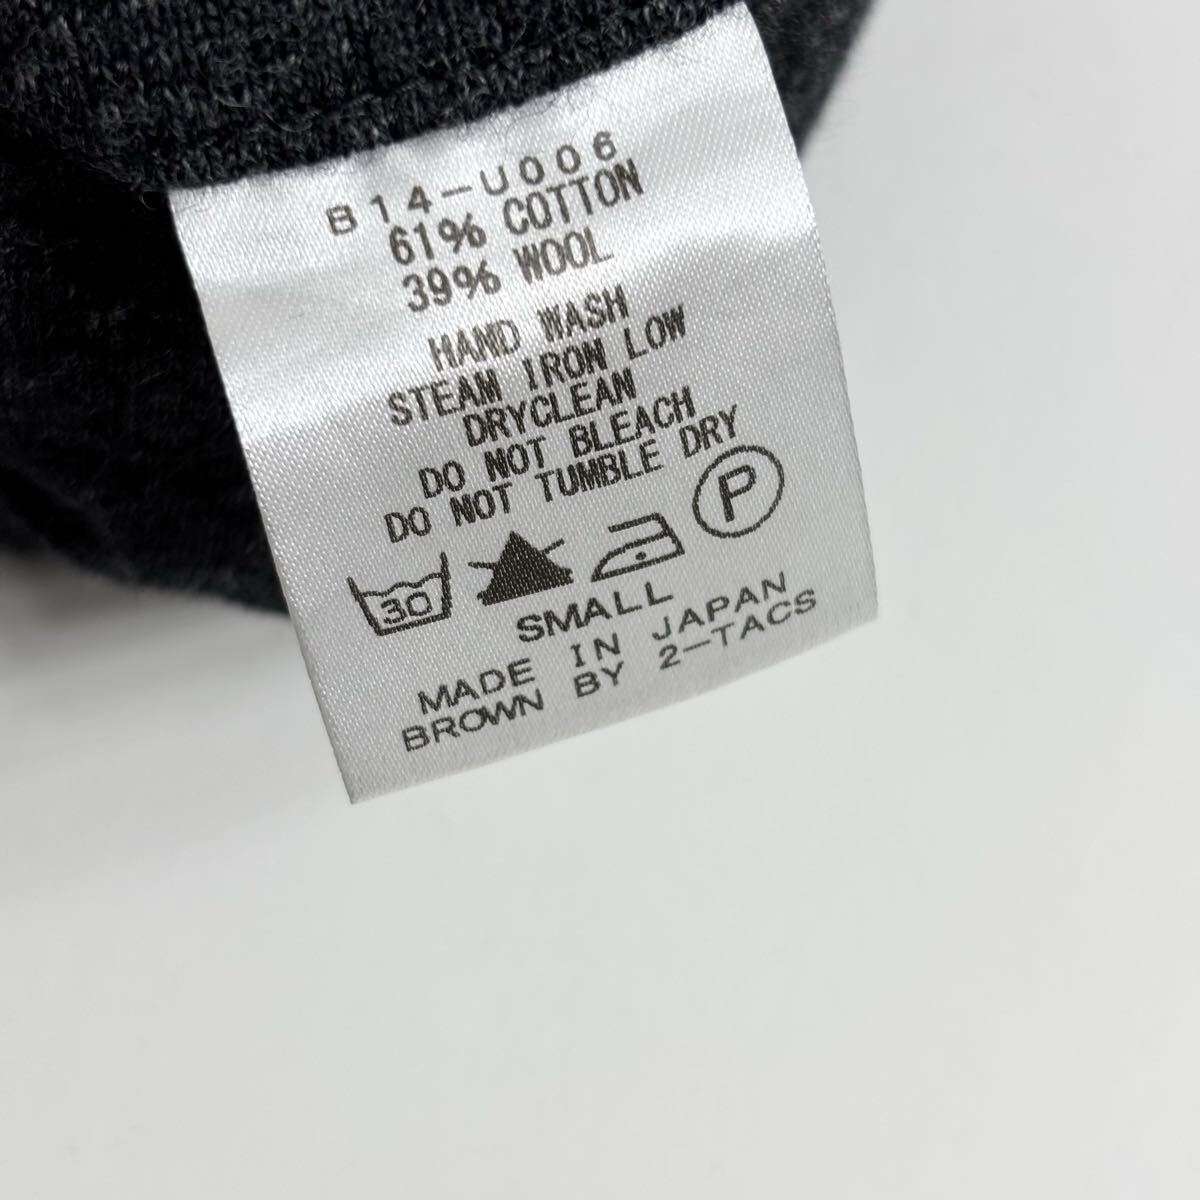 B14-U006
61% COTTON
39% WOOL
HAND WASH
STEAM IRON LOW
DRYCLEAN
DO NOT BLEACH
DO NOT TUMBLE DRY
30
P
SMALL
MADE IN JAPAN
BROWN BY 2-TACS